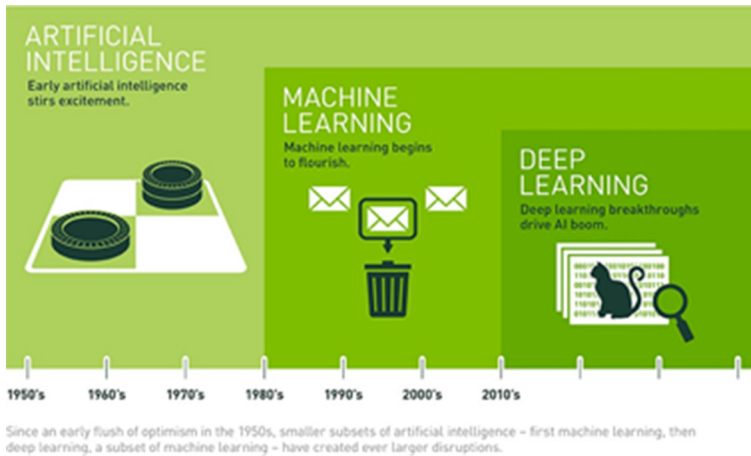 ARTIFICIAL
INTELLIGENCE
Early artificial intelligence
stirs excitement.
MACHINE
LEARNING
Machine learning begins
to flourish.
DEEP
LEARNING
Deep learning breakthroughs
drive AI boom.
1950's 1960's 1970's 1980's 1990's 2000's 2010's
Since an early flush of optimism in the 1950s, smaller subsets of artificial intelligence – first machine learning, then
deep learning, a subset of machine learning – have created ever larger disruptions.